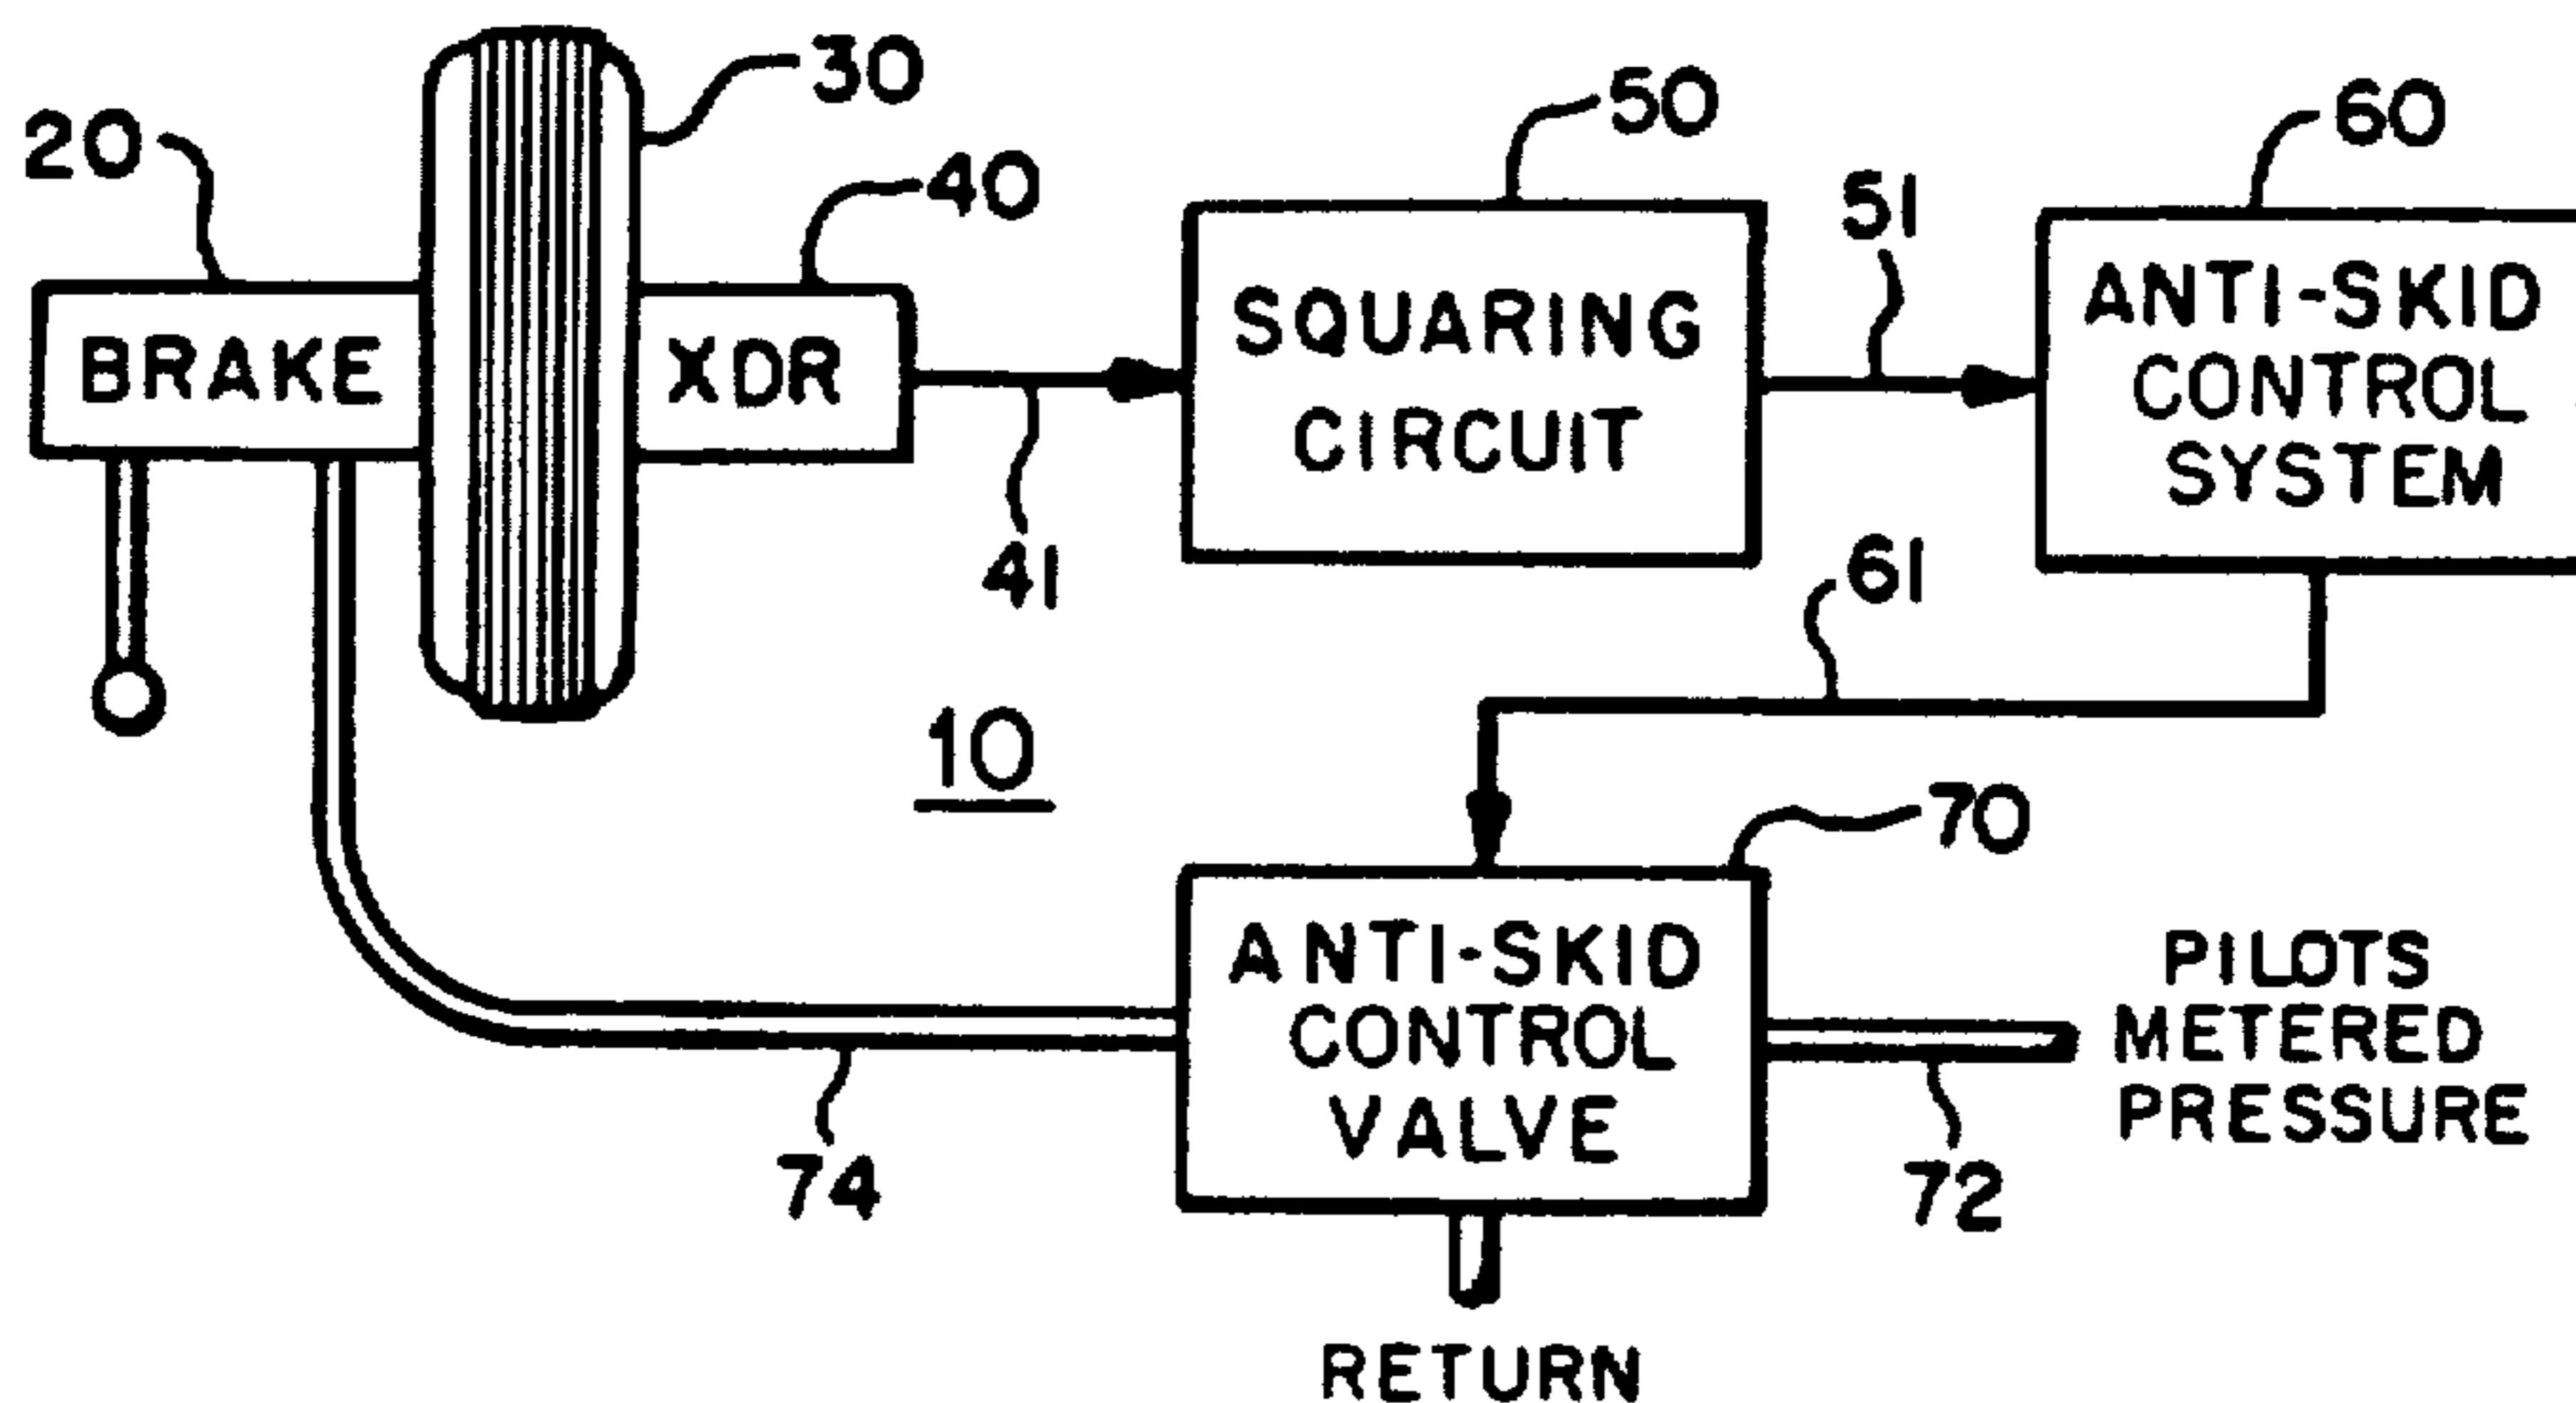 30
50
60
20
40
51
BRAKE
XDR
SQUARING
CIRCUIT
ANTI-SKID
CONTROL
SYSTEM
41
61
10
70
ANTI-SKID
CONTROL
VALVE
PILOTS
METERED
PRESSURE
74
72
RETURN